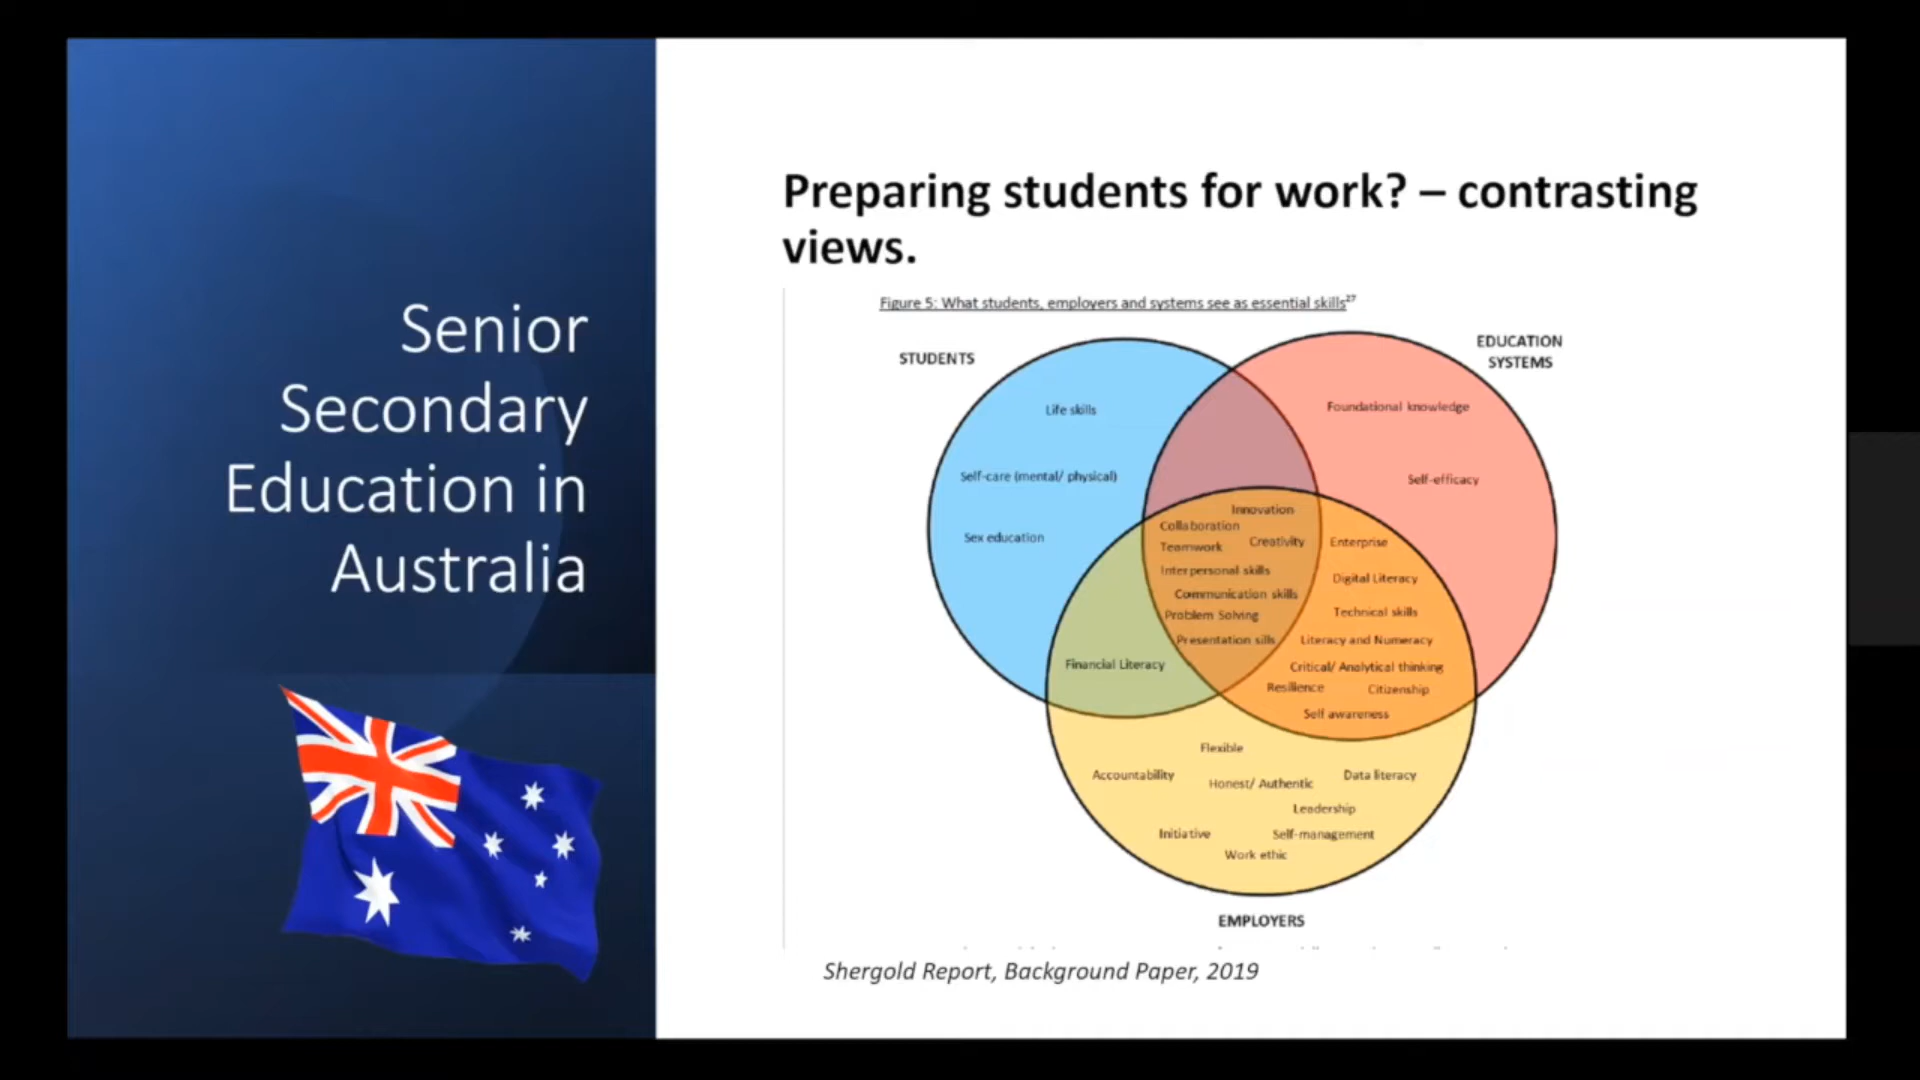 Senior
Secondary
Education in
Australia
Preparing students for work? – contrasting
views.
Figure 5: What students, employers and systems see as essential skills27
STUDENTS
EDUCATION
SYSTEMS
Life skills
Self-care (mental/ physical)
Sex education
Foundational knowledge
Self-efficacy
Innovation
Collaboration
Teamwork
Creativity
Interpersonal skills
Communication skills
Problem Solving
Presentation sills
Enterprise
Digital Literacy
Technical skills
Literacy and Numeracy
Critical/ Analytical thinking
Resilience
Citizenship
Self awareness
Financial Literacy
Flexible
Accountability
Honest/ Authentic
Data literacy
Leadership
Initiative
Self-management
Work ethic
EMPLOYERS
Shergold Report, Background Paper, 2019